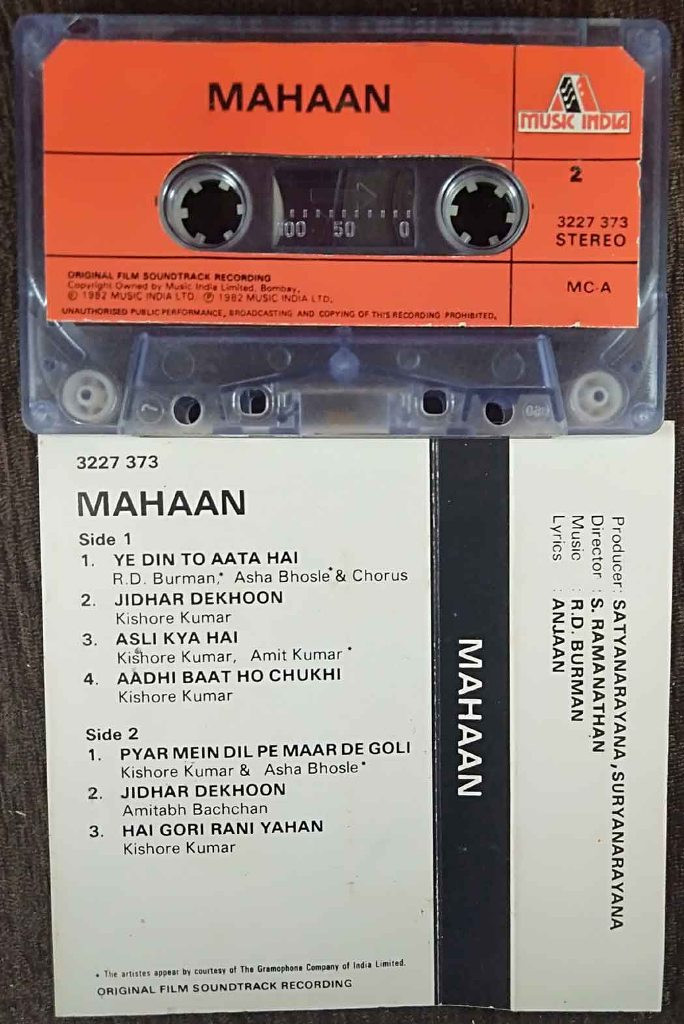 MAHAAN
MUSIC INDIA
2
3227 373
STEREO
100 50 0
ORIGINAL FILM SOUNDTRACK RECORDING
Copyright Owned by Music India Limited, Bombay.
© 1982 MUSIC INDIA LTD. ℗ 1982 MUSIC INDIA LTD.
MC-A
UNAUTHORISED PUBLIC PERFORMANCE, BROADCASTING AND COPYING OF THIS RECORDING PROHIBITED.
3227 373
MAHAAN
Side 1
1. YE DIN TO AATA HAI
R.D. Burman,* Asha Bhosle* & Chorus
2. JIDHAR DEKHOON
Kishore Kumar
3. ASLI KYA HAI
Kishore Kumar, Amit Kumar *
4. AADHI BAAT HO CHUKHI
Kishore Kumar
Side 2
1. PYAR MEIN DIL PE MAAR DE GOLI
Kishore Kumar & Asha Bhosle*
2. JIDHAR DEKHOON
Amitabh Bachchan
3. HAI GORI RANI YAHAN
Kishore Kumar
* The artistes appear by courtesy of The Gramophone Company of India Limited.
ORIGINAL FILM SOUNDTRACK RECORDING
MAHAAN
Producer : SATYANARAYANA, SURYANARAYANA
Director : S. RAMANATHAN
Music : R.D. BURMAN
Lyrics : ANJAAN